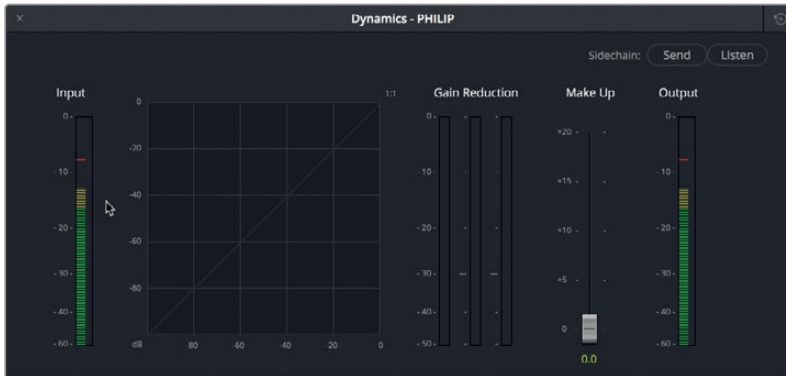 × Dynamics - PHILIP
Sidechain: Send Listen
Input 1:1 Gain Reduction Make Up Output
0 0 0 +20 0
-20
-10 -10 +15 -10
-40
-20 -20 +10 -20
-60
-30 -30 +5 -30
-80
-40 -40 0 -40
-60 dB -80 -60 -40 -20 0 -50 -60
0.0